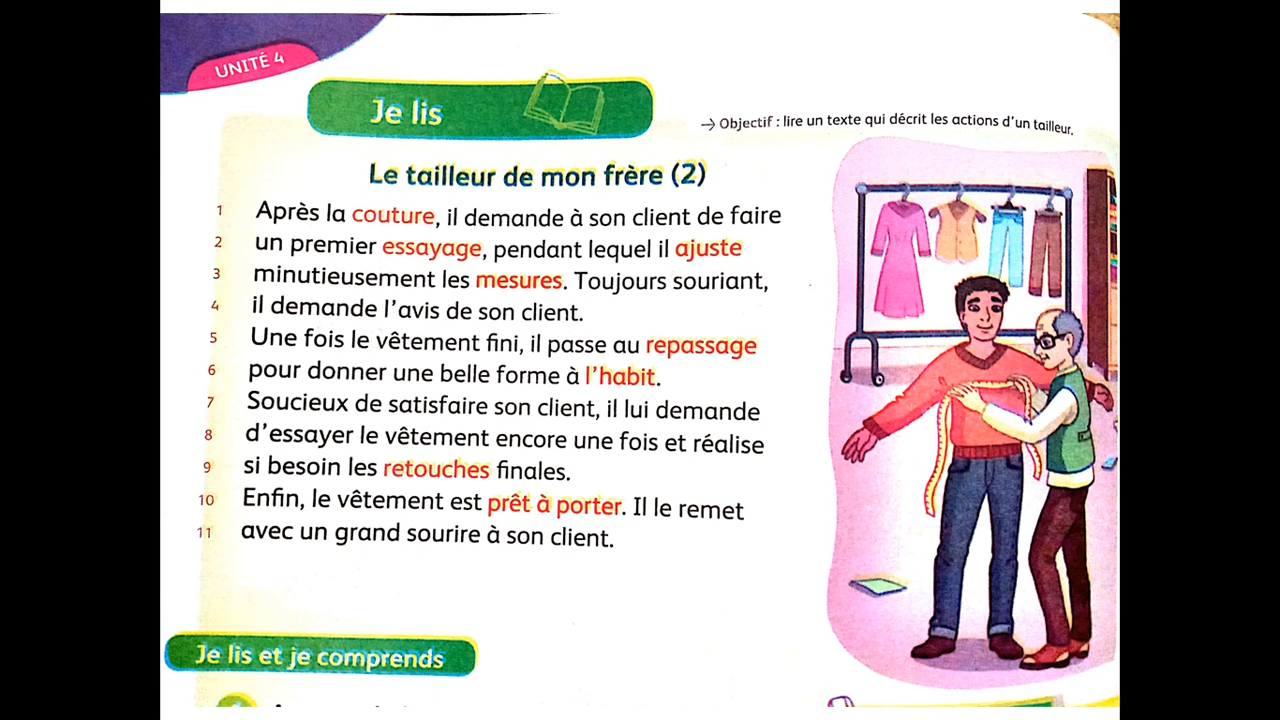 UNITÉ 4
Je lis
→ Objectif : lire un texte qui décrit les actions d'un tailleur.
Le tailleur de mon frère (2)
1 Après la couture, il demande à son client de faire
2 un premier essayage, pendant lequel il ajuste
3 minutieusement les mesures. Toujours souriant,
4 il demande l'avis de son client.
5 Une fois le vêtement fini, il passe au repassage
6 pour donner une belle forme à l'habit.
7 Soucieux de satisfaire son client, il lui demande
8 d'essayer le vêtement encore une fois et réalise
9 si besoin les retouches finales.
10 Enfin, le vêtement est prêt à porter. Il le remet
11 avec un grand sourire à son client.
Je lis et je comprends